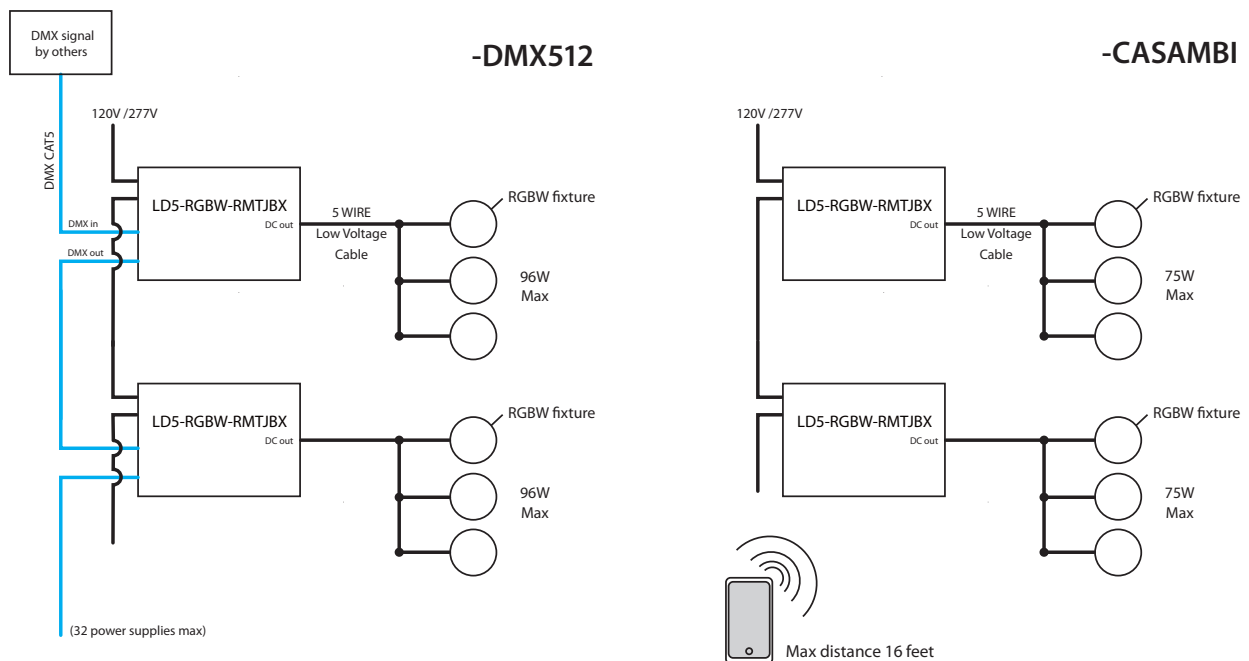 DMX signal
by others
-DMX512
120V /277V
DMX CAT5
LD5-RGBW-RMTJBX
DC out
DMX in
DMX out
5 WIRE
Low Voltage
Cable
RGBW fixture
96W
Max
LD5-RGBW-RMTJBX
DC out
RGBW fixture
96W
Max
(32 power supplies max)
-CASAMBI
120V /277V
LD5-RGBW-RMTJBX
DC out
5 WIRE
Low Voltage
Cable
RGBW fixture
75W
Max
LD5-RGBW-RMTJBX
DC out
RGBW fixture
75W
Max
Max distance 16 feet